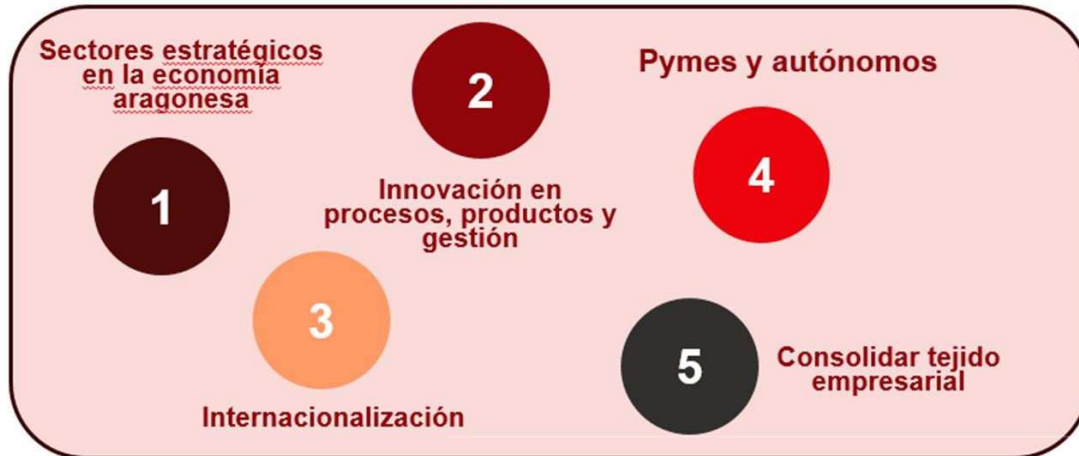 Sectores estratégicos
en la economía
aragonesa
1
2
Innovación en
procesos, productos y
gestión
3
Internacionalización
Pymes y autónomos
4
5
Consolidar tejido
empresarial